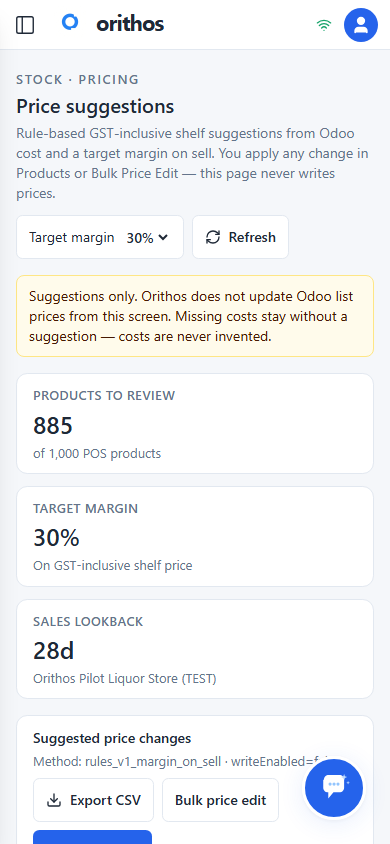 orithos
STOCK · PRICING
Price suggestions
Rule-based GST-inclusive shelf suggestions from Odoo
cost and a target margin on sell. You apply any change in
Products or Bulk Price Edit — this page never writes
prices.
Target margin 30% Refresh
Suggestions only. Orithos does not update Odoo list
prices from this screen. Missing costs stay without a
suggestion — costs are never invented.
PRODUCTS TO REVIEW
885
of 1,000 POS products
TARGET MARGIN
30%
On GST-inclusive shelf price
SALES LOOKBACK
28d
Orithos Pilot Liquor Store (TEST)
Suggested price changes
Method: rules_v1_margin_on_sell · writeEnabled=
Export CSV Bulk price edit